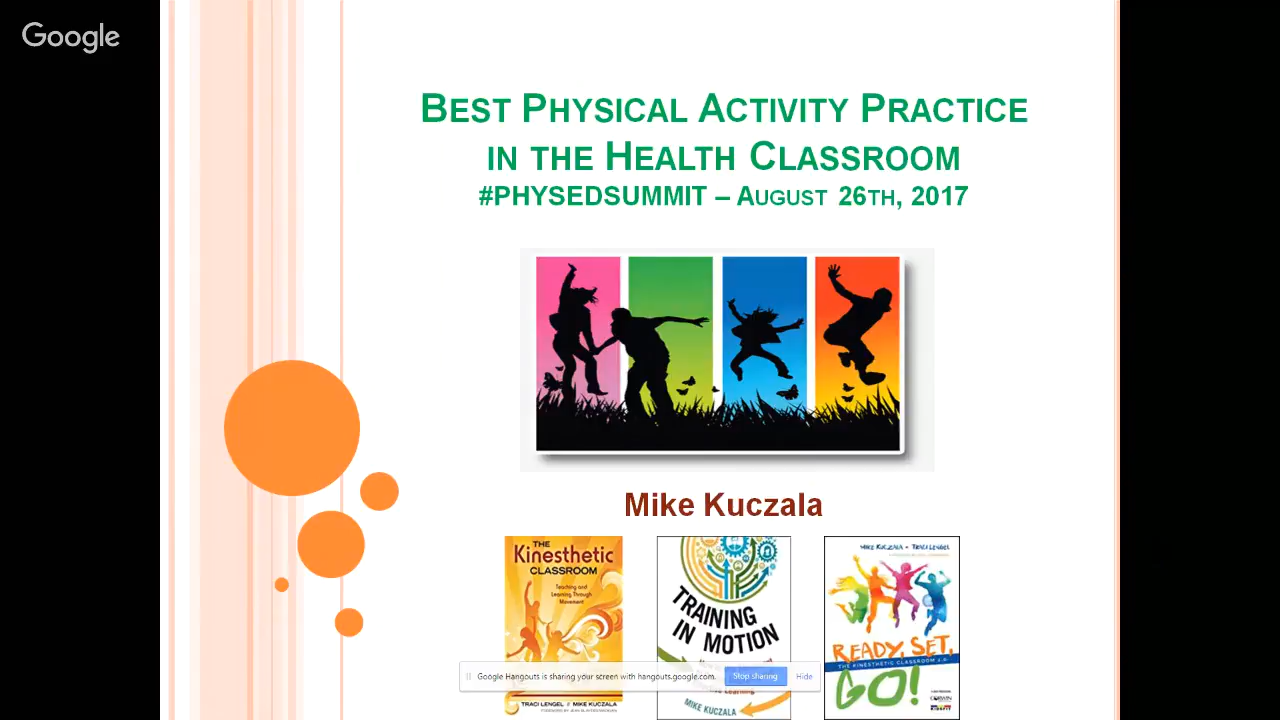 Google
BEST PHYSICAL ACTIVITY PRACTICE
IN THE HEALTH CLASSROOM
#PHYSEDSUMMIT – AUGUST 26TH, 2017
Mike Kuczala
THE
Kinesthetic
CLASSROOM
Teaching and
Learning Through
Movement
TRACI LENGEL // MIKE KUCZALA
TRAINING
IN MOTION
Learning
MIKE KUCZALA
MIKE KUCZALA • TRACI LENGEL
READY, SET,
THE KINESTHETIC CLASSROOM 2.0
GO!
CORWIN
Google Hangouts is sharing your screen with hangouts.google.com.
Stop sharing
Hide